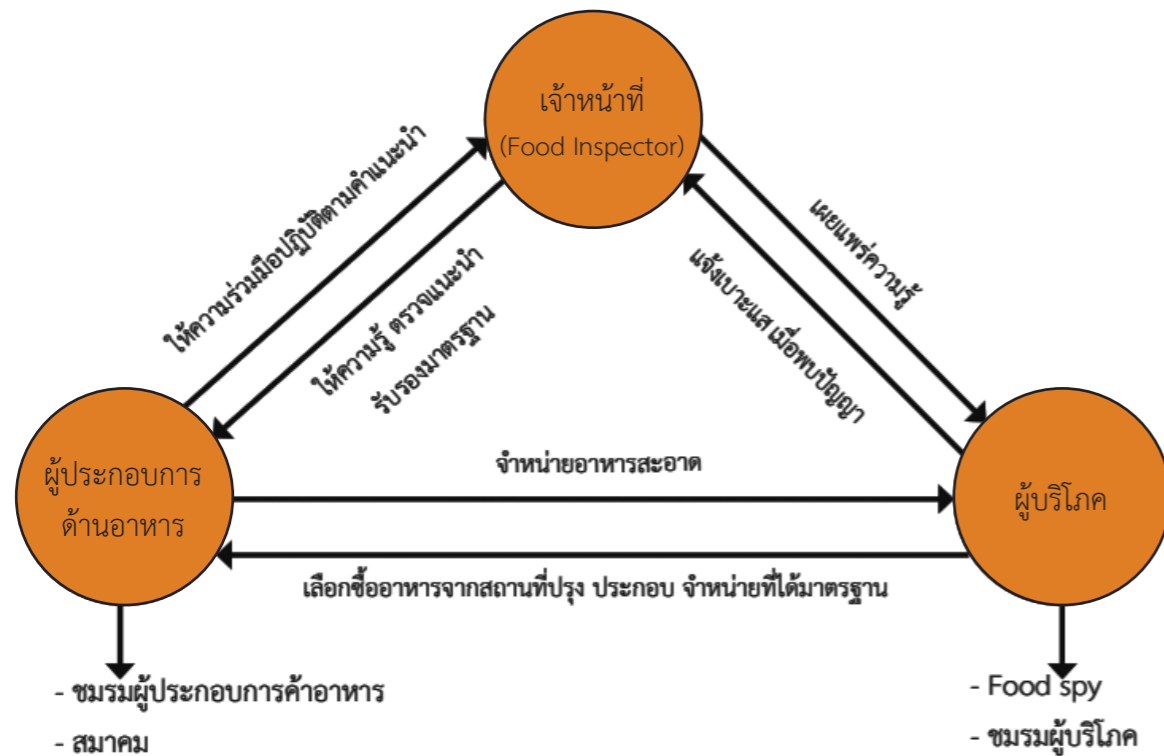 เจ้าหน้าที่
(Food Inspector)
ให้ความร่วมมือปฏิบัติตามคำแนะนำ
ให้ความรู้ ตรวจแนะนำ
รับรองมาตรฐาน
เผยแพร่ความรู้
แจ้งเบาะแส เมื่อพบปัญญา
ผู้ประกอบการ
ด้านอาหาร
จำหน่ายอาหารสะอาด
ผู้บริโภค
เลือกซื้ออาหารจากสถานที่ปรุง ประกอบ จำหน่ายที่ได้มาตรฐาน
- ชมรมผู้ประกอบการค้าอาหาร
- สมาคม
- Food spy
- ชมรมผู้บริโภค